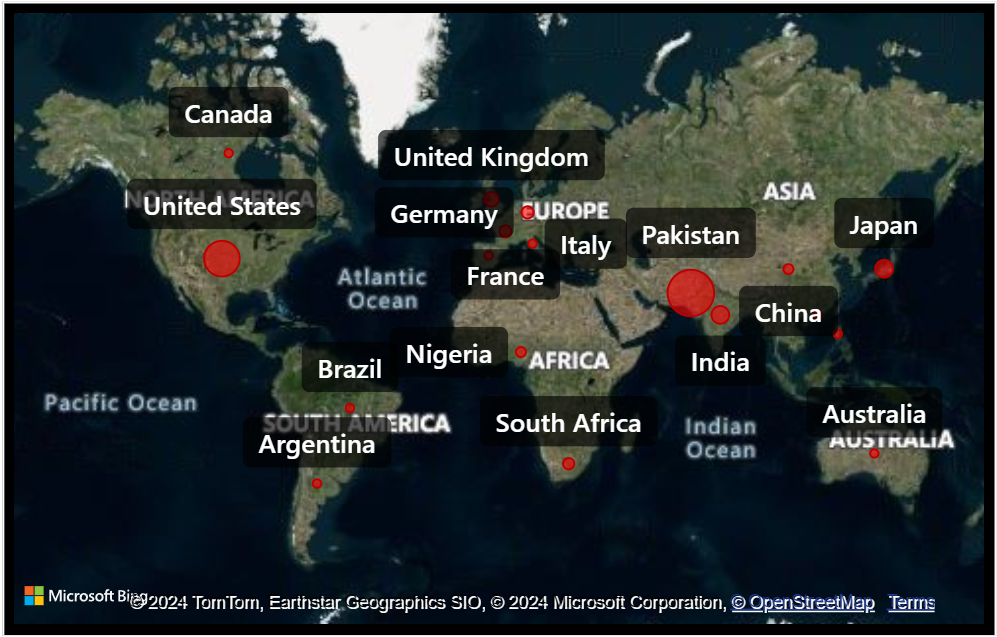 Canada
NORTH AMERICA
United States
United Kingdom
Germany
EUROPE
ASIA
Italy
Pakistan
Japan
France
Atlantic
Ocean
China
Nigeria
AFRICA
India
Brazil
Pacific Ocean
SOUTH AMERICA
Argentina
South Africa
Indian
Ocean
Australia
AUSTRALIA
Microsoft Bing
© 2024 TomTom, Earthstar Geographics SIO, © 2024 Microsoft Corporation, © OpenStreetMap Terms